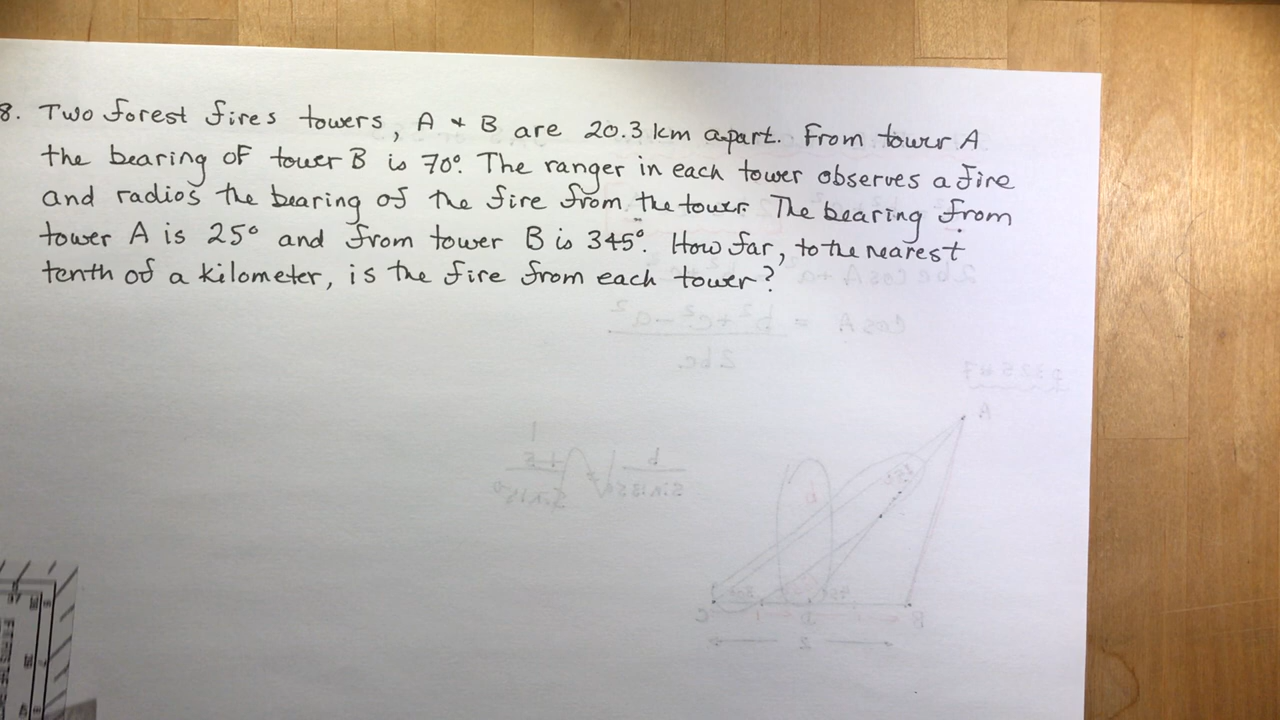 8. Two forest fires towers, A & B are 20.3 km apart. From tower A
the bearing of tower B is 70°. The ranger in each tower observes a fire
and radios the bearing of the fire from the tower. The bearing from
tower A is 25° and from tower B is 345°. How far, to the nearest
tenth of a kilometer, is the fire from each tower?